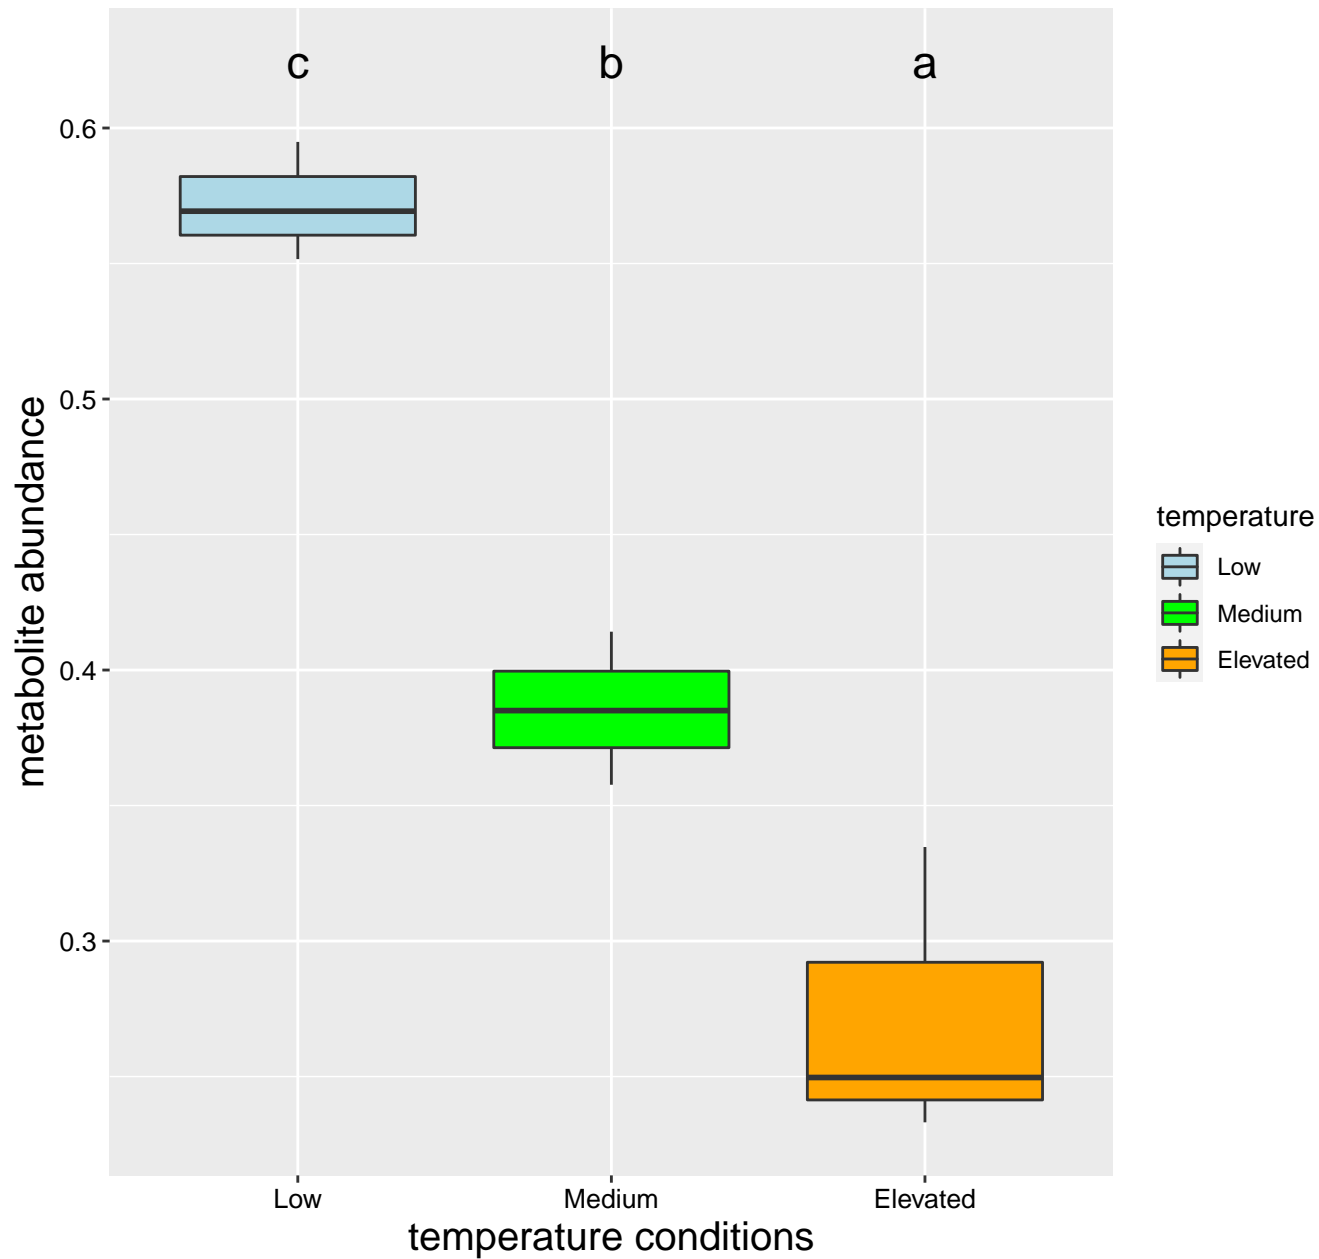 c b a
0.6
0.5
0.4
0.3
metabolite abundance
Low Medium Elevated
temperature conditions
temperature
Low
Medium
Elevated